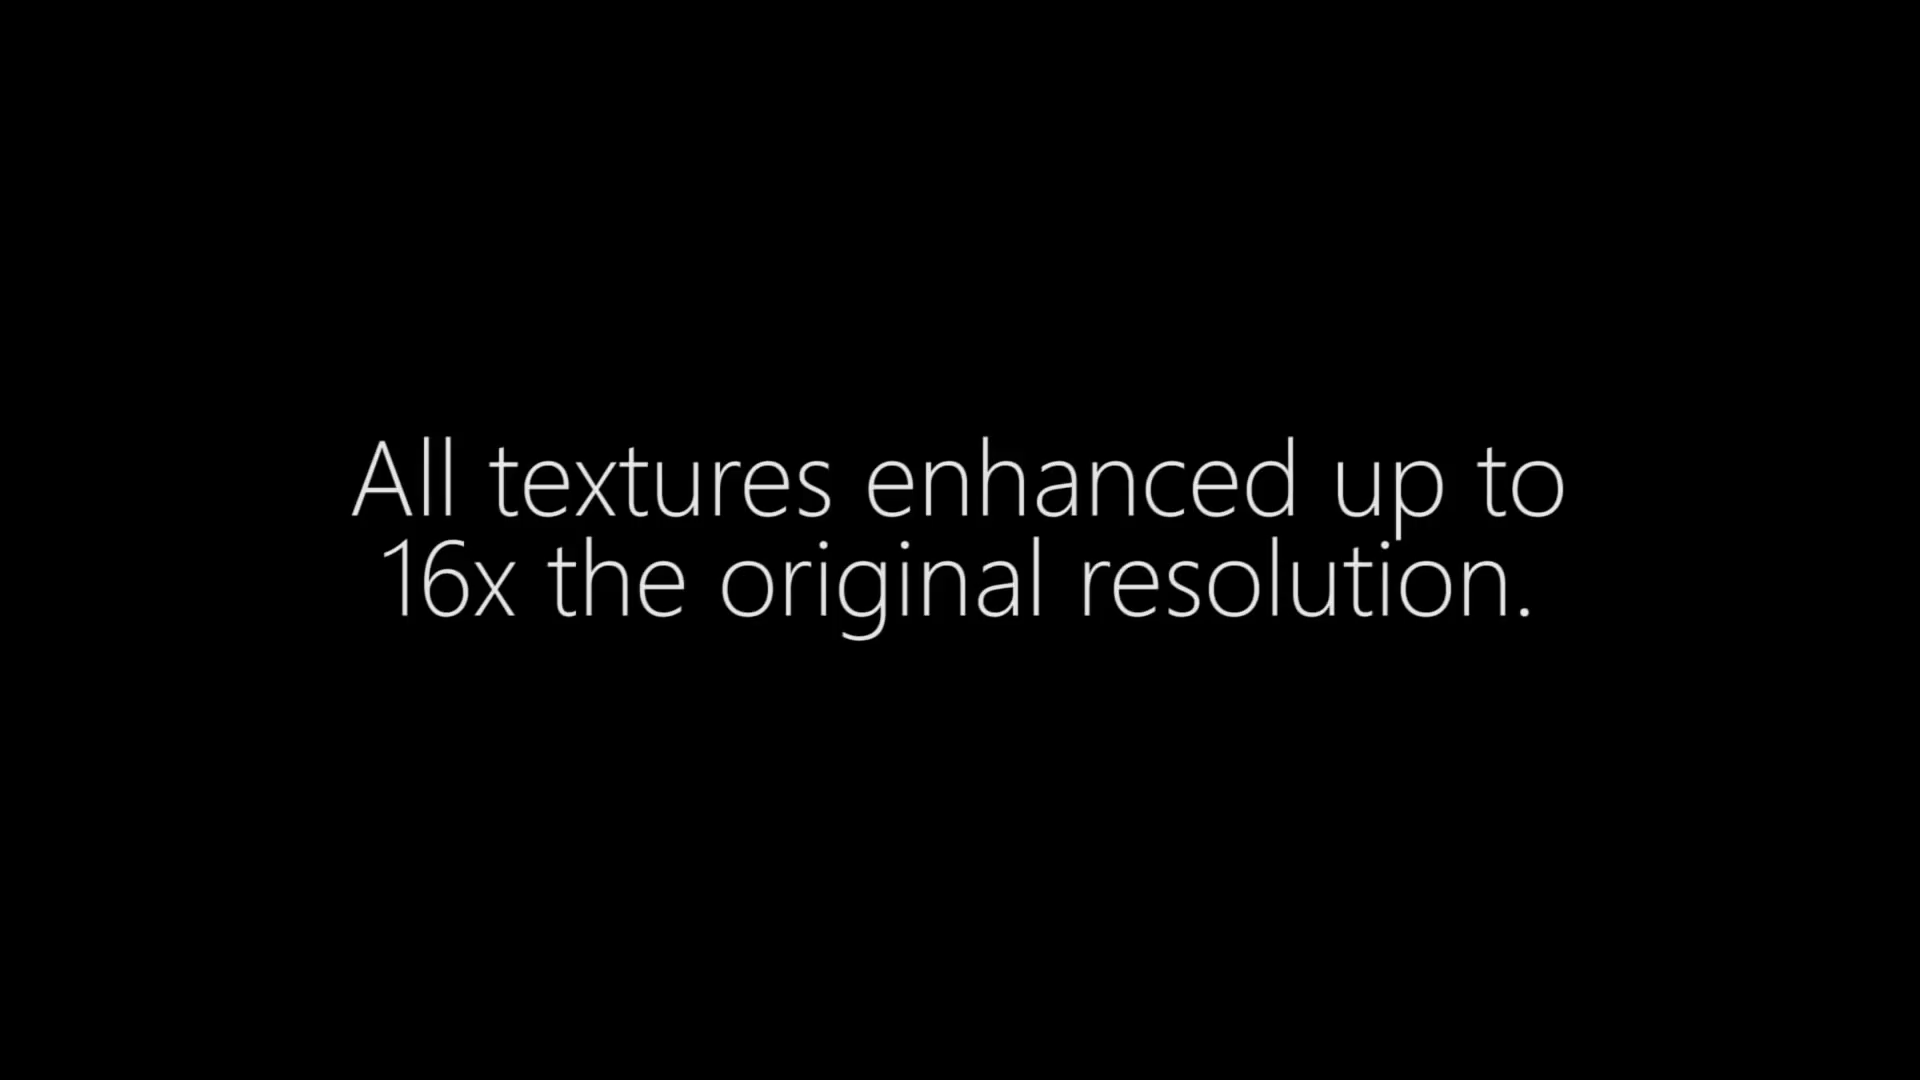 All textures enhanced up to
16x the original resolution.